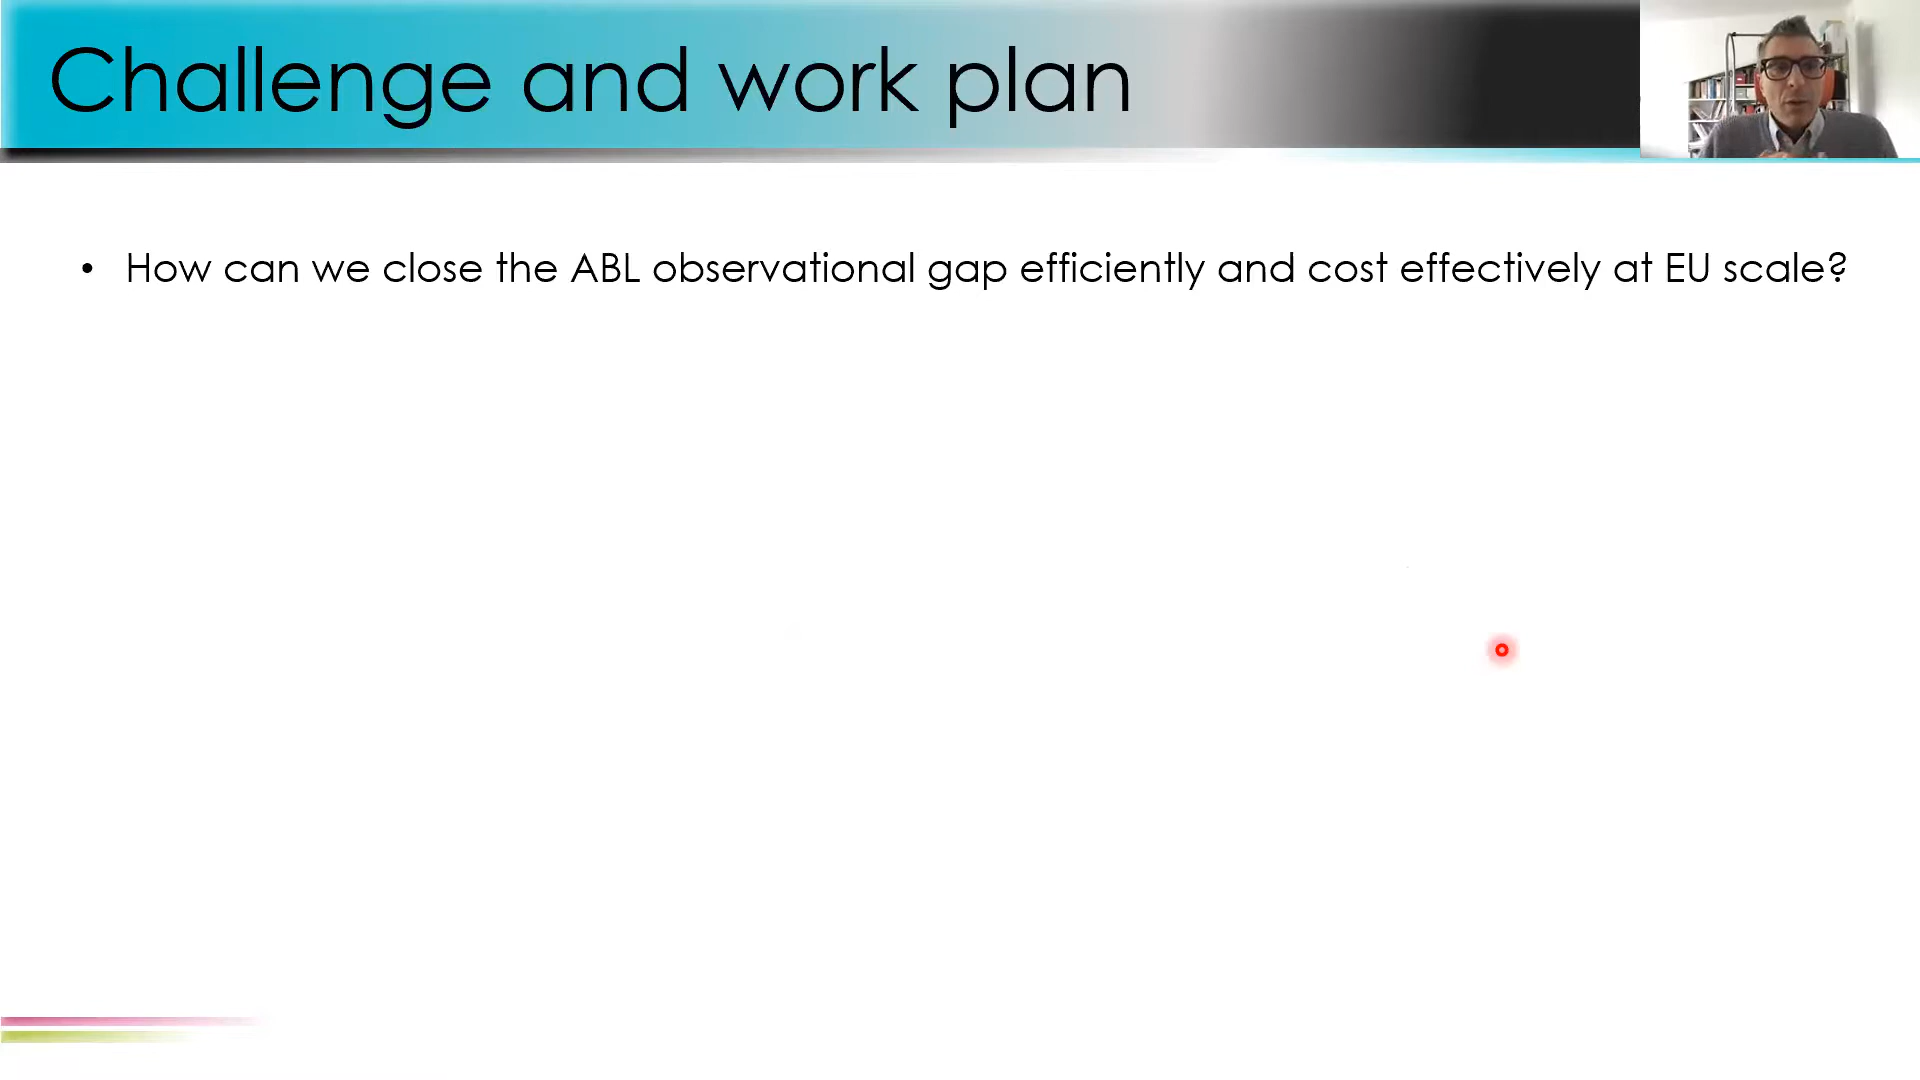 Challenge and work plan
• How can we close the ABL observational gap efficiently and cost effectively at EU scale?